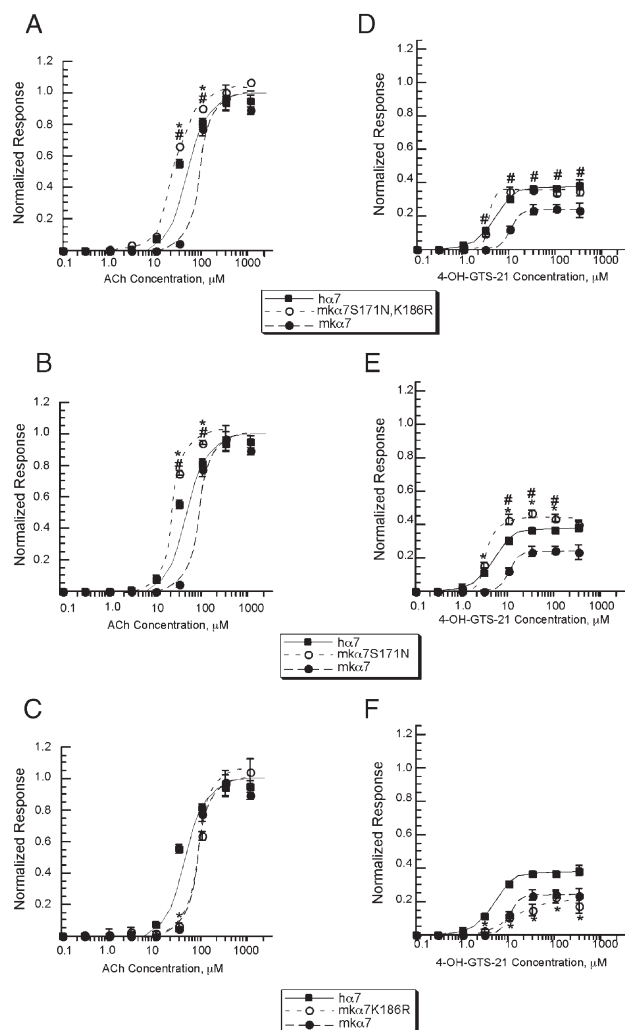 A
Normalized Response
1.2
1.0
0.8
0.6
0.4
0.2
*
#
*
#
0.1 1.0 10 100 1000
ACh Concentration, μM
D
Normalized Response
1.2
1.0
0.8
0.6
0.4
0.2
# # # # #
0.1 1.0 10 100 1000
4-OH-GTS-21 Concentration, μM
hα7
mkα7S171N,K186R
mkα7
B
Normalized Response
1.2
1.0
0.8
0.6
0.4
0.2
*
#
*
#
0.1 1.0 10 100 1000
ACh Concentration, μM
E
Normalized Response
1.2
1.0
0.8
0.6
0.4
0.2
# # #
* * * *
0.1 1.0 10 100 1000
4-OH-GTS-21 Concentration, μM
hα7
mkα7S171N
mkα7
C
Normalized Response
1.2
1.0
0.8
0.6
0.4
0.2
*
*
0.1 1.0 10 100 1000
ACh Concentration, μM
F
Normalized Response
1.2
1.0
0.8
0.6
0.4
0.2
* * * * *
0.1 1.0 10 100 1000
4-OH-GTS-21 Concentration, μM
hα7
mkα7K186R
mkα7